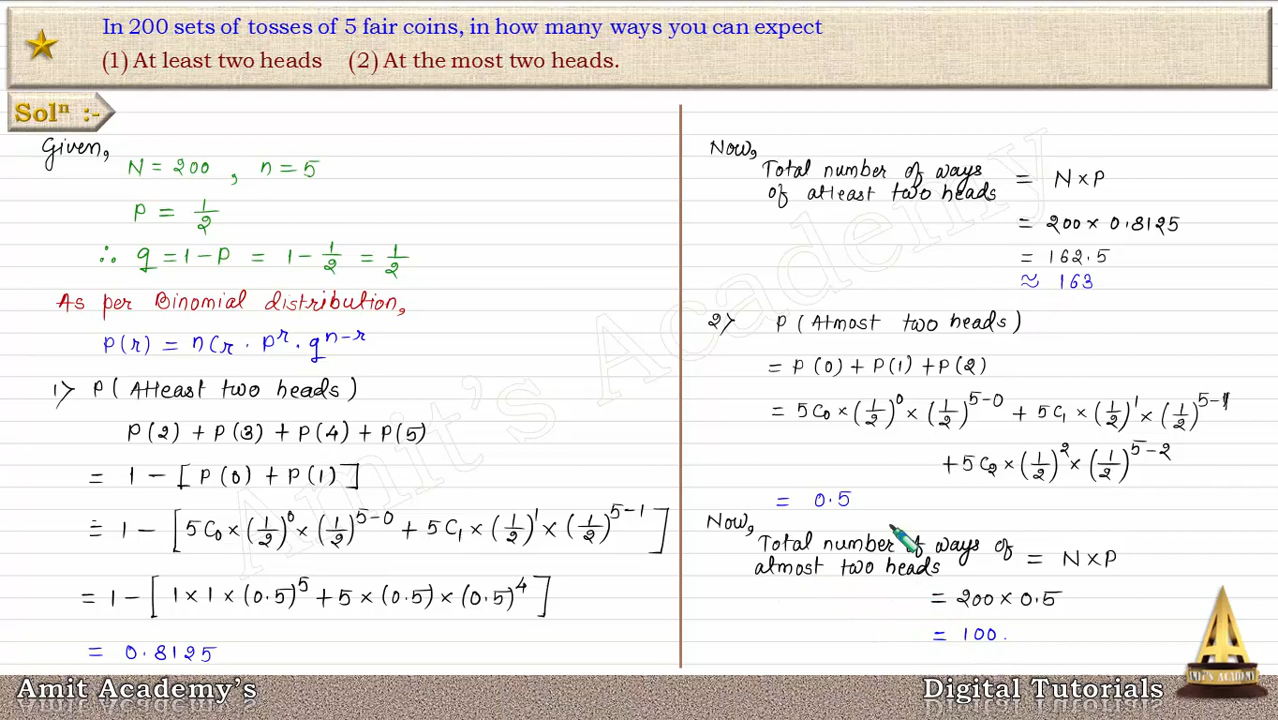 In 200 sets of tosses of 5 fair coins, in how many ways you can expect
(1) At least two heads (2) At the most two heads.
Solⁿ :-
Given,
N = 200 , n = 5
P = 1/2
∴ q = 1 - P = 1 - 1/2 = 1/2
As per Binomial distribution,
P(r) = nCr · pʳ · qⁿ⁻ʳ
1> P ( Atleast two heads )
P(2) + P(3) + P(4) + P(5)
= 1 - [ P(0) + P(1) ]
= 1 - [ 5C₀ × (1/2)⁰ × (1/2)⁵⁻⁰ + 5C₁ × (1/2)¹ × (1/2)⁵⁻¹ ]
= 1 - [ 1 × 1 × (0.5)⁵ + 5 × (0.5) × (0.5)⁴ ]
= 0.8125
Now,
Total number of ways
of atleast two heads = N × P
= 200 × 0.8125
= 162.5
≈ 163
2> P (Atmost two heads)
= P(0) + P(1) + P(2)
= 5C₀ × (1/2)⁰ × (1/2)⁵⁻⁰ + 5C₁ × (1/2)¹ × (1/2)⁵⁻¹
+ 5C₂ × (1/2)² × (1/2)⁵⁻²
= 0.5
Now,
Total number of ways of
atmost two heads = N × P
= 200 × 0.5
= 100.
Amit's Academy
Amit Academy's
Digital Tutorials
AMIT'S ACADEMY